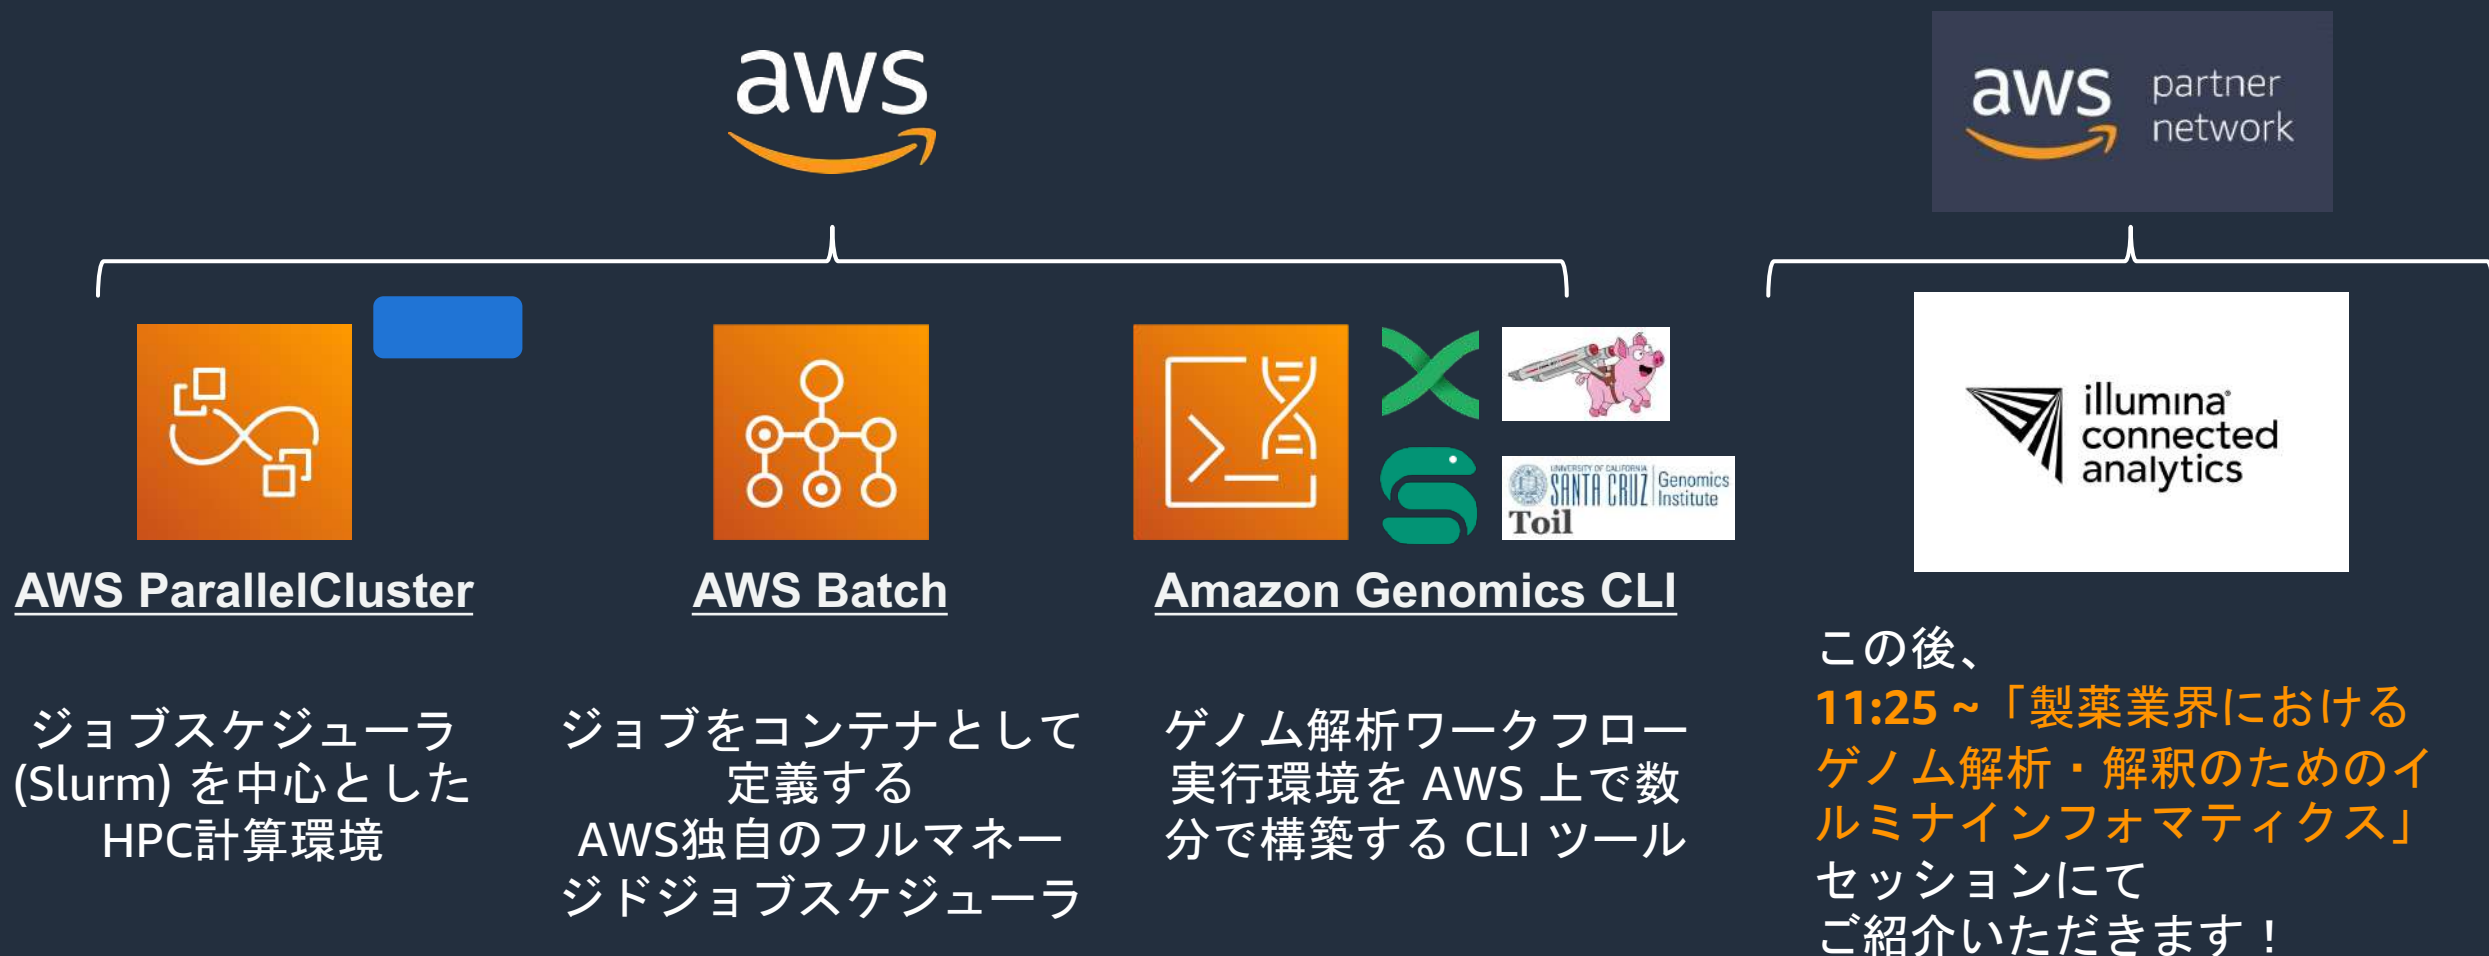 aws
aws partner
network
illumina®
connected
analytics
UNIVERSITY OF CALIFORNIA
SANTA CRUZ Genomics
Institute
Toil
AWS ParallelCluster
ジョブスケジューラ
(Slurm) を中心とした
HPC計算環境
AWS Batch
ジョブをコンテナとして
定義する
AWS独自のフルマネー
ジドジョブスケジューラ
Amazon Genomics CLI
ゲノム解析ワークフロー
実行環境を AWS 上で数
分で構築する CLI ツール
この後、
11:25 ~「製薬業界における
ゲノム解析・解釈のためのイ
ルミナインフォマティクス」
セッションにて
ご紹介いただきます！